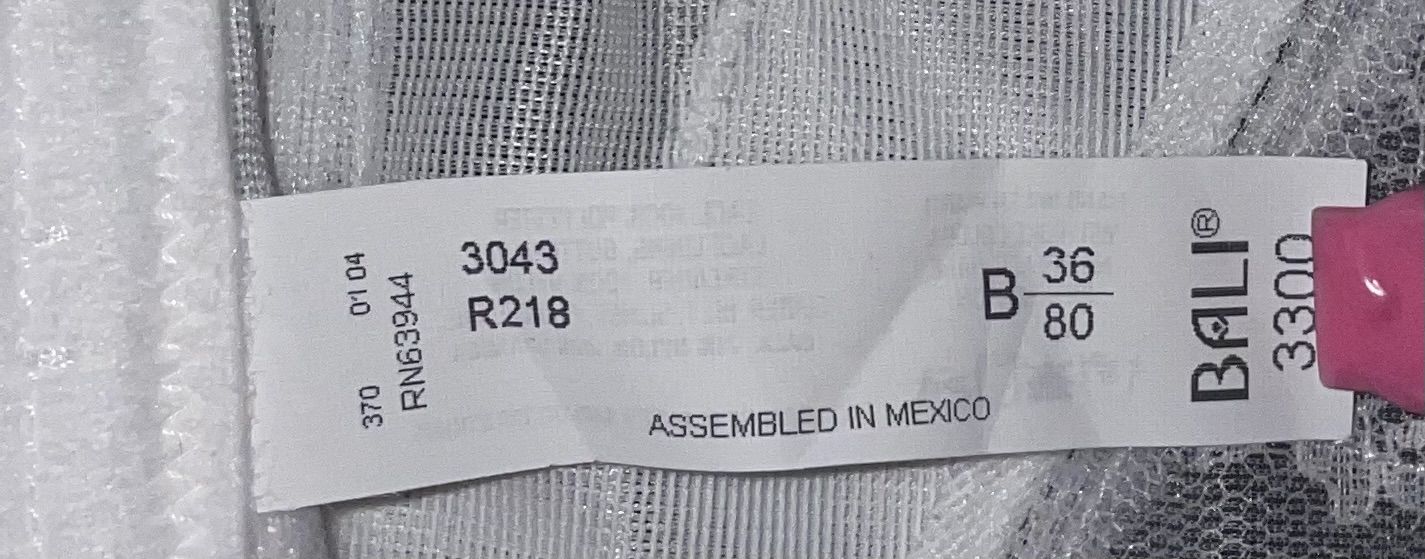 370 01 04
RN63944
3043
R218
B 36
80
ASSEMBLED IN MEXICO
BALI®
3300